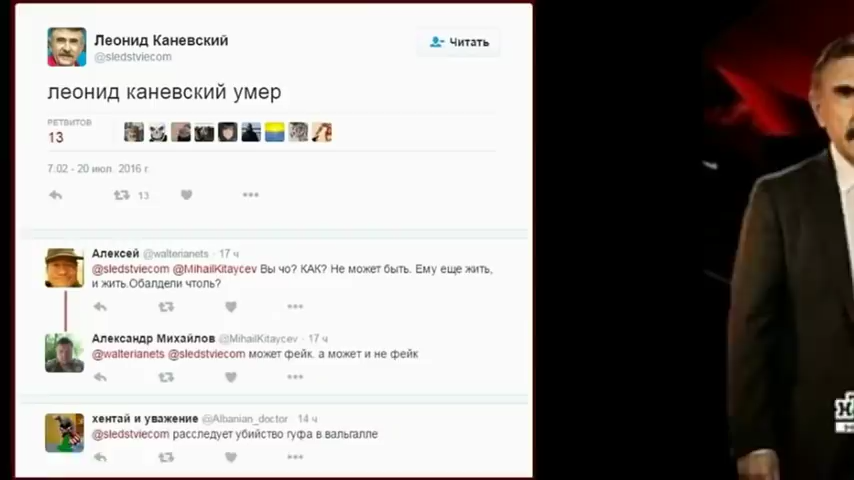 Леонид Каневский
@sledstviecom
Читать
леонид каневский умер
РЕТВИТОВ
13
7:02 - 20 июл. 2016 г.
13
Алексей @walterianets · 17 ч
@sledstviecom @MihailKitaycev Вы чо? КАК? Не может быть. Ему еще жить,
и жить.Обалдели чтоль?
Александр Михайлов @MihailKitaycev · 17 ч
@walterianets @sledstviecom может фейк. а может и не фейк
хентай и уважение @Albanian_doctor · 14 ч
@sledstviecom расследует убийство гуфа в вальгалле